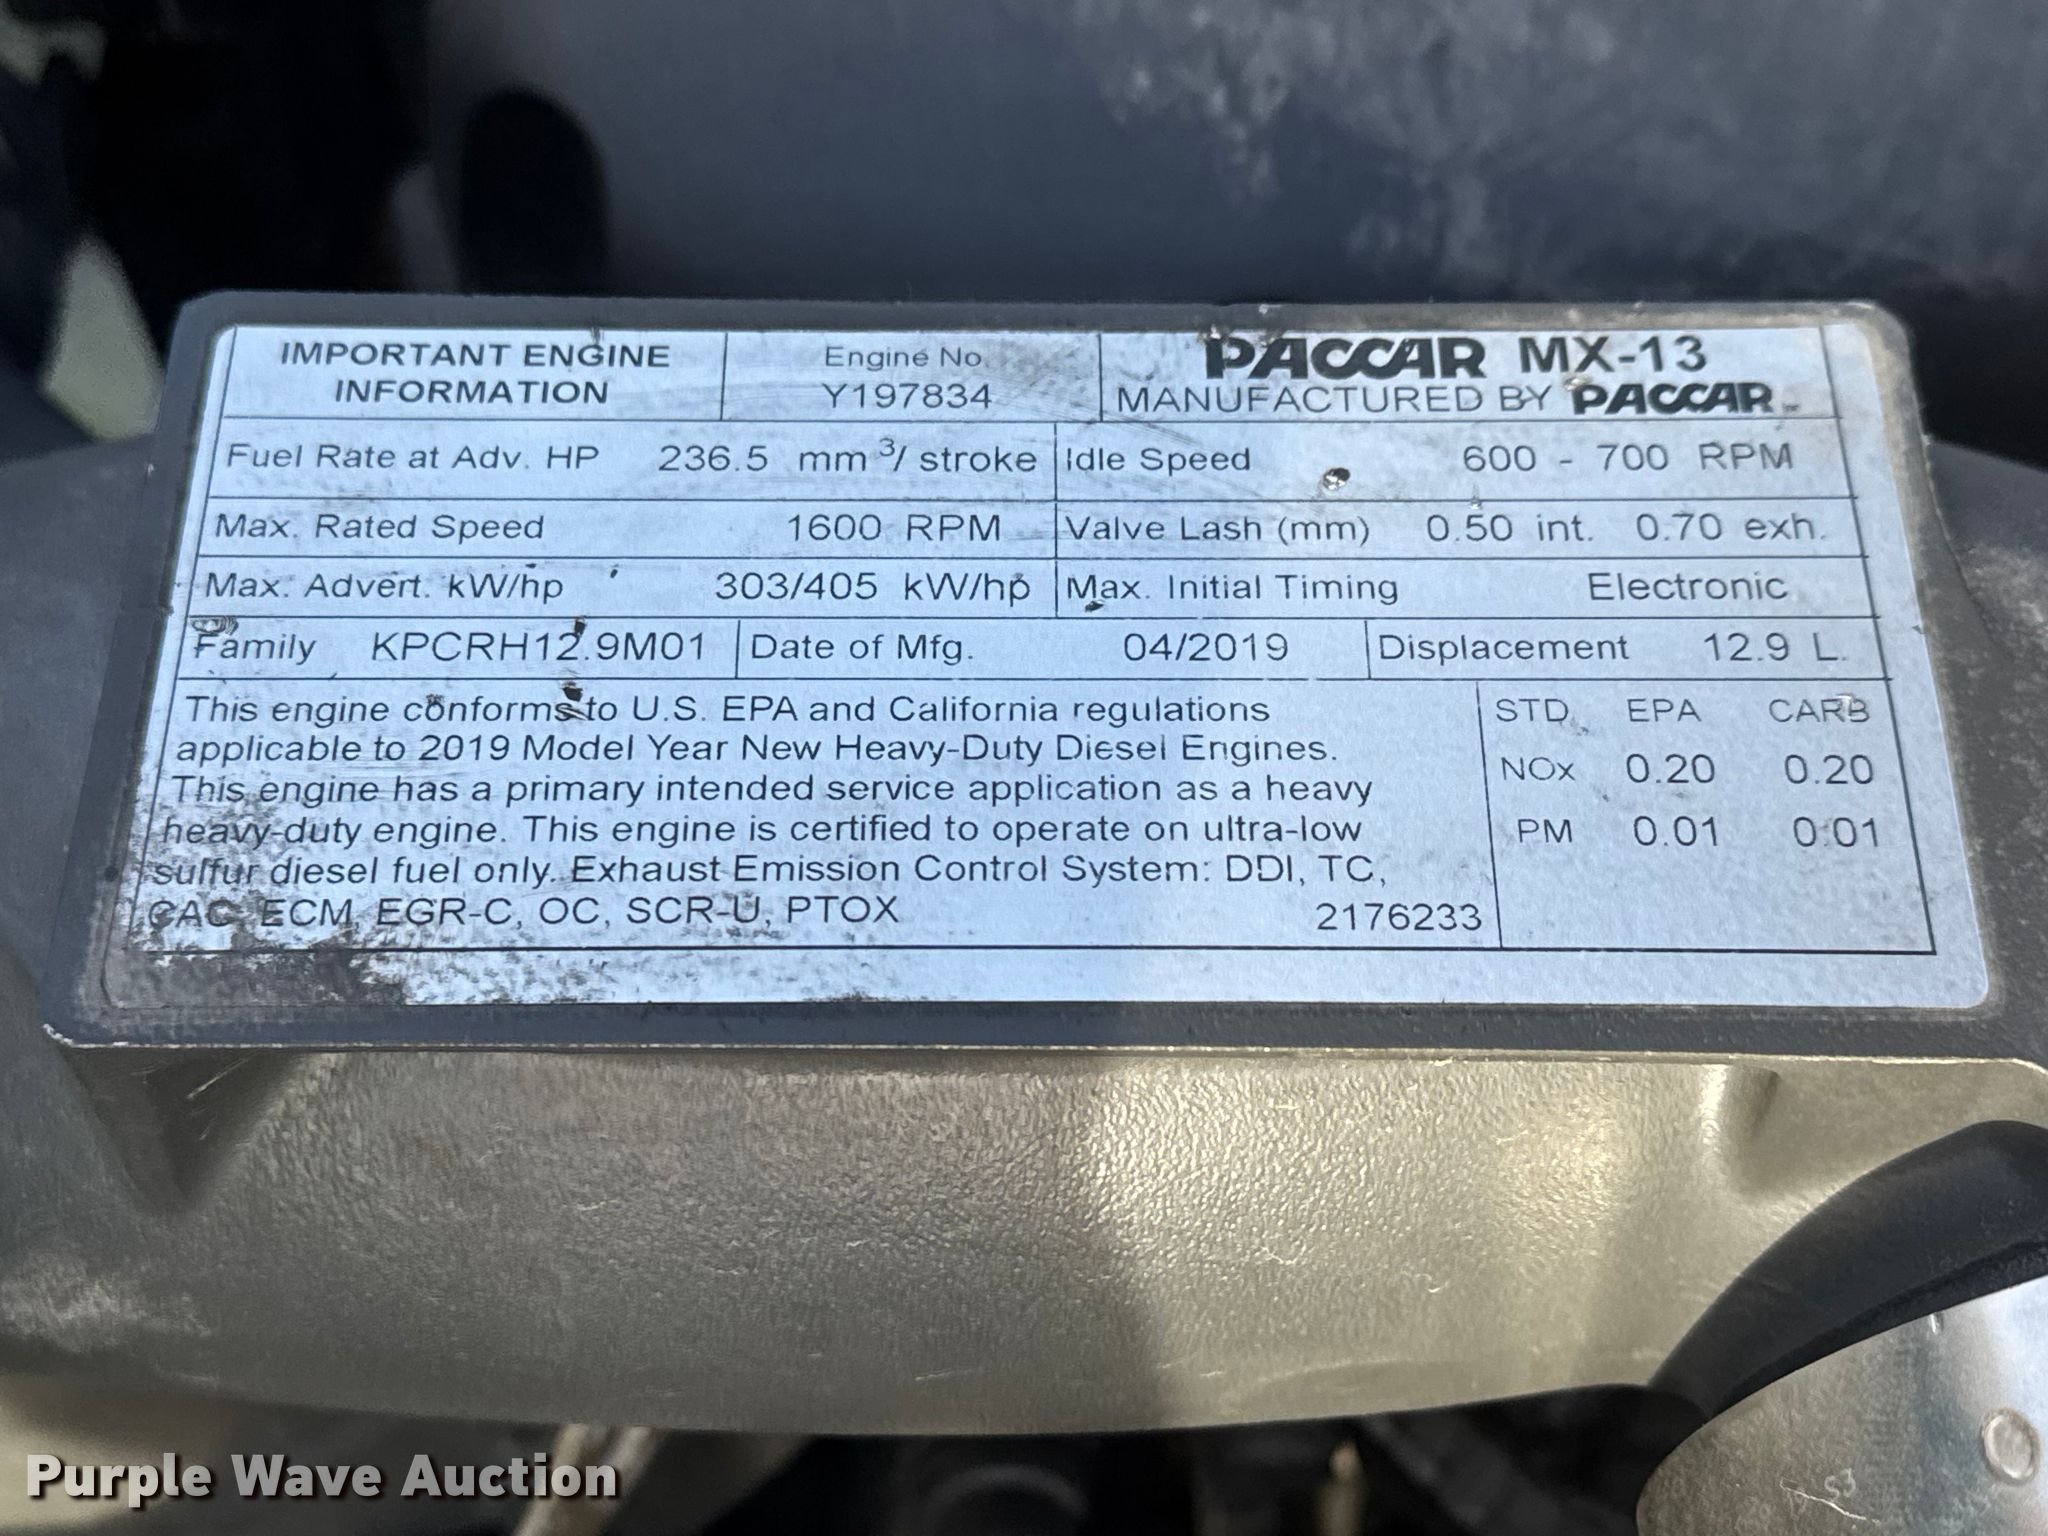 IMPORTANT ENGINE
INFORMATION
Engine No.
Y197834
PACCAR MX-13
MANUFACTURED BY PACCAR
Fuel Rate at Adv. HP 236.5 mm³/ stroke
Idle Speed 600 - 700 RPM
Max. Rated Speed 1600 RPM
Valve Lash (mm) 0.50 int. 0.70 exh.
Max. Advert. kW/hp 303/405 kW/hp
Max. Initial Timing Electronic
Family KPCRH12.9M01
Date of Mfg. 04/2019
Displacement 12.9 L.
This engine conforms to U.S. EPA and California regulations
applicable to 2019 Model Year New Heavy-Duty Diesel Engines.
This engine has a primary intended service application as a heavy
heavy-duty engine. This engine is certified to operate on ultra-low
sulfur diesel fuel only. Exhaust Emission Control System: DDI, TC,
CAC, ECM, EGR-C, OC, SCR-U, PTOX 2176233
STD. EPA CARB
NOx 0.20 0.20
PM 0.01 0.01
53
Purple Wave Auction